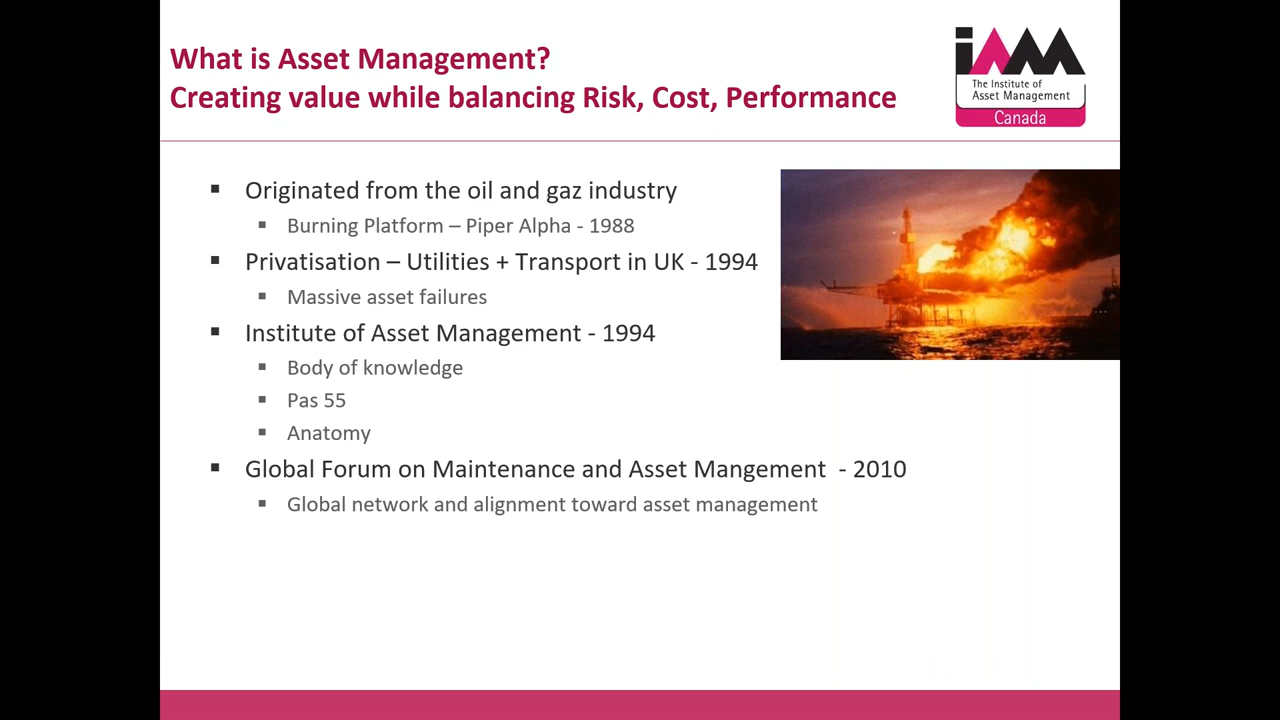 What is Asset Management?
Creating value while balancing Risk, Cost, Performance
iAM
The Institute of
Asset Management
Canada
Originated from the oil and gaz industry
Burning Platform – Piper Alpha - 1988
Privatisation – Utilities + Transport in UK - 1994
Massive asset failures
Institute of Asset Management - 1994
Body of knowledge
Pas 55
Anatomy
Global Forum on Maintenance and Asset Mangement  - 2010
Global network and alignment toward asset management